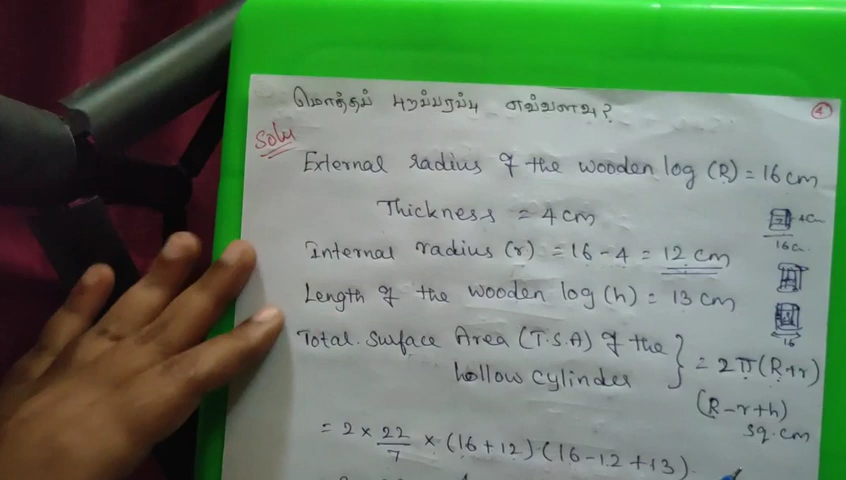 மொத்தப் புறப்பரப்பு எவ்வளவு?
4
Solu
External radius of the wooden log (R) = 16 cm
Thickness = 4 cm
4cm
16cm
Internal radius (r) = 16 - 4 = 12 cm
Length of the wooden log (h) = 13 cm
16
Total Surface Area (T.S.A) of the
hollow cylinder } = 2π(R+r)
(R-r+h)
sq.cm
= 2 × 22/7 × (16+12) (16-12+13).